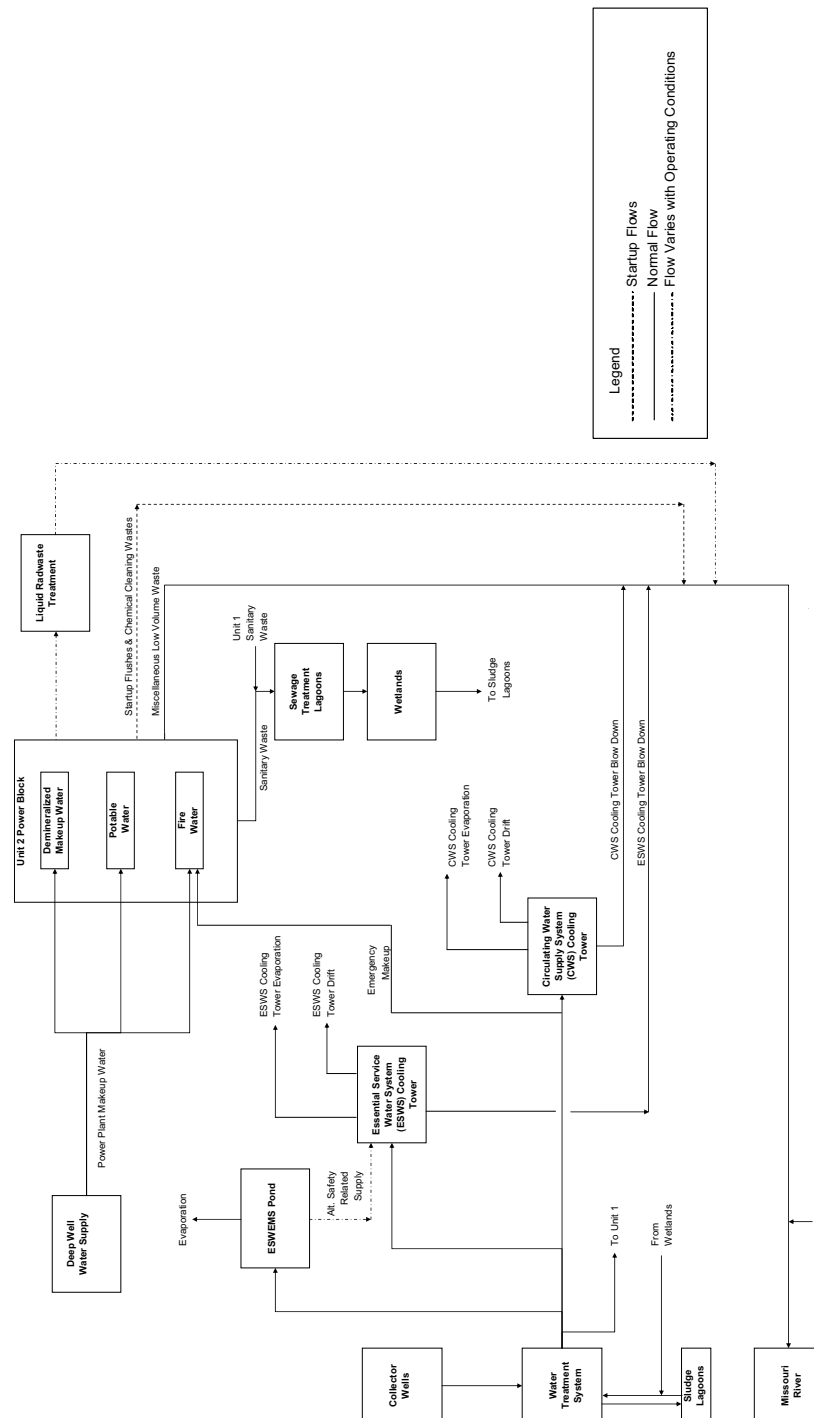 Deep Well
Water Supply
Power Plant Makeup Water
Unit 2 Power Block
Demineralized
Makeup Water
Potable
Water
Fire
Water
Liquid Radwaste
Treatment
Startup Flushes & Chemical Cleaning Wastes
Miscellaneous Low Volume Waste
Evaporation
ESWEMS Pond
Alt. Safety
Related
Supply
ESWS Cooling
Tower Evaporation
ESWS Cooling
Tower Drift
Essential Service
Water System
(ESWS) Cooling
Tower
Emergency
Makeup
Sanitary Waste
Unit 1
Sanitary
Waste
Sewage
Treatment
Lagoons
Wetlands
To Sludge
Lagoons
Collector
Wells
Water
Treatment
System
To Unit 1
From
Wetlands
Sludge
Lagoons
CWS Cooling
Tower Evaporation
CWS Cooling
Tower Drift
Circulating Water
Supply System
(CWS) Cooling
Tower
CWS Cooling Tower Blow Down
ESWS Cooling Tower Blow Down
Missouri
River
Legend
Startup Flows
Normal Flow
Flow Varies with Operating Conditions